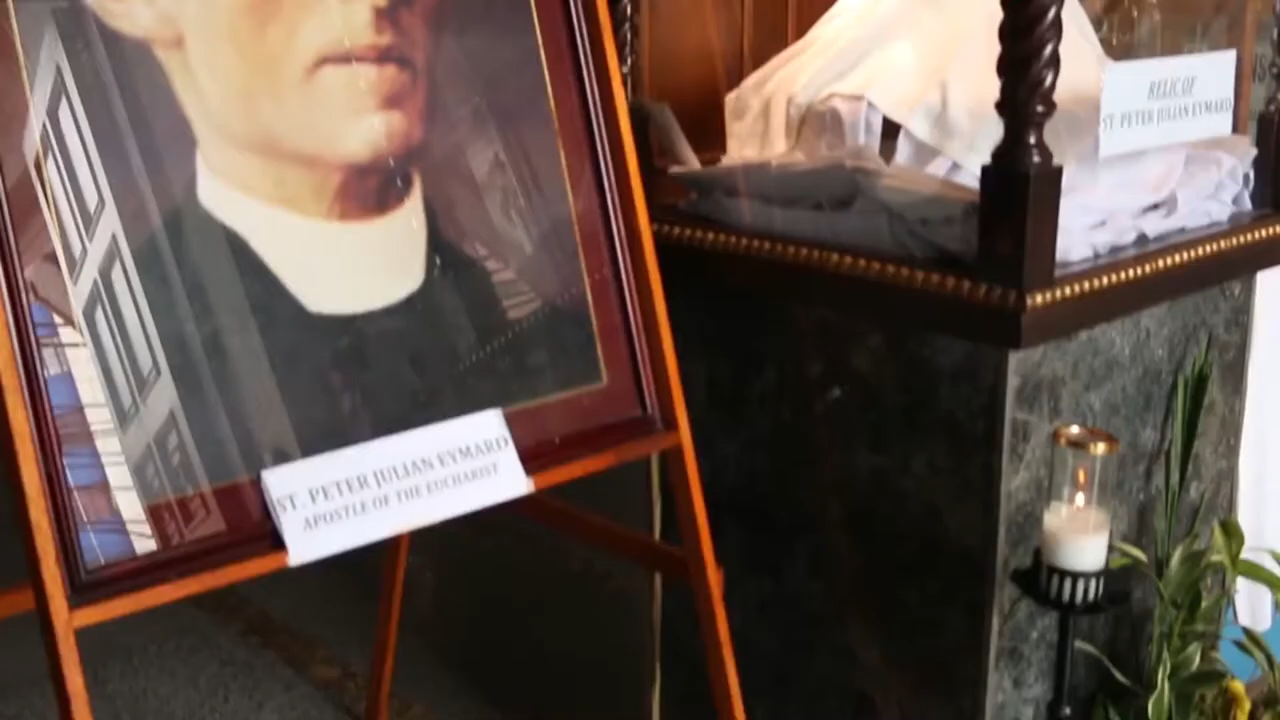 ST. PETER JULIAN EYMARD
APOSTLE OF THE EUCHARIST
RELIC OF
ST. PETER JULIAN EYMARD